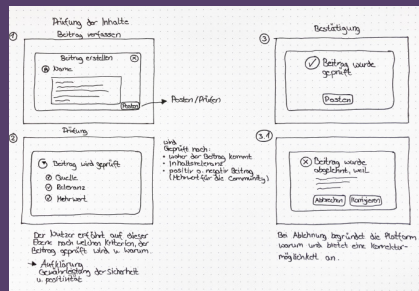 Prüfung der Inhalte
① Beitrag verfassen
Beitrag erstellen
Name
Posten
Posten/Prüfen
② Prüfung
Beitrag wird geprüft
Quelle
Relevanz
Mehrwert
wird
Geprüft nach:
• woher der Beitrag kommt
• Inhaltsrelevanz
• positiv o. negativ Beitrag
(Mehrwert für die Community)
Der Nutzer erfährt auf dieser
Ebene nach welchen Kriterien, der
Beitrag geprüft wird u. warum.
→ Aufklärung
Gewährleistung der Sicherheit
u. positivität
Bestätigung
③
Beitrag wurde
geprüft
Posten
③.1
Beitrag wurde
abgelehnt, weil
Abbrechen
Korrigieren
Bei Ablehnung begründet die Platform
warum und bietet eine Korrektur-
möglichkeit an.